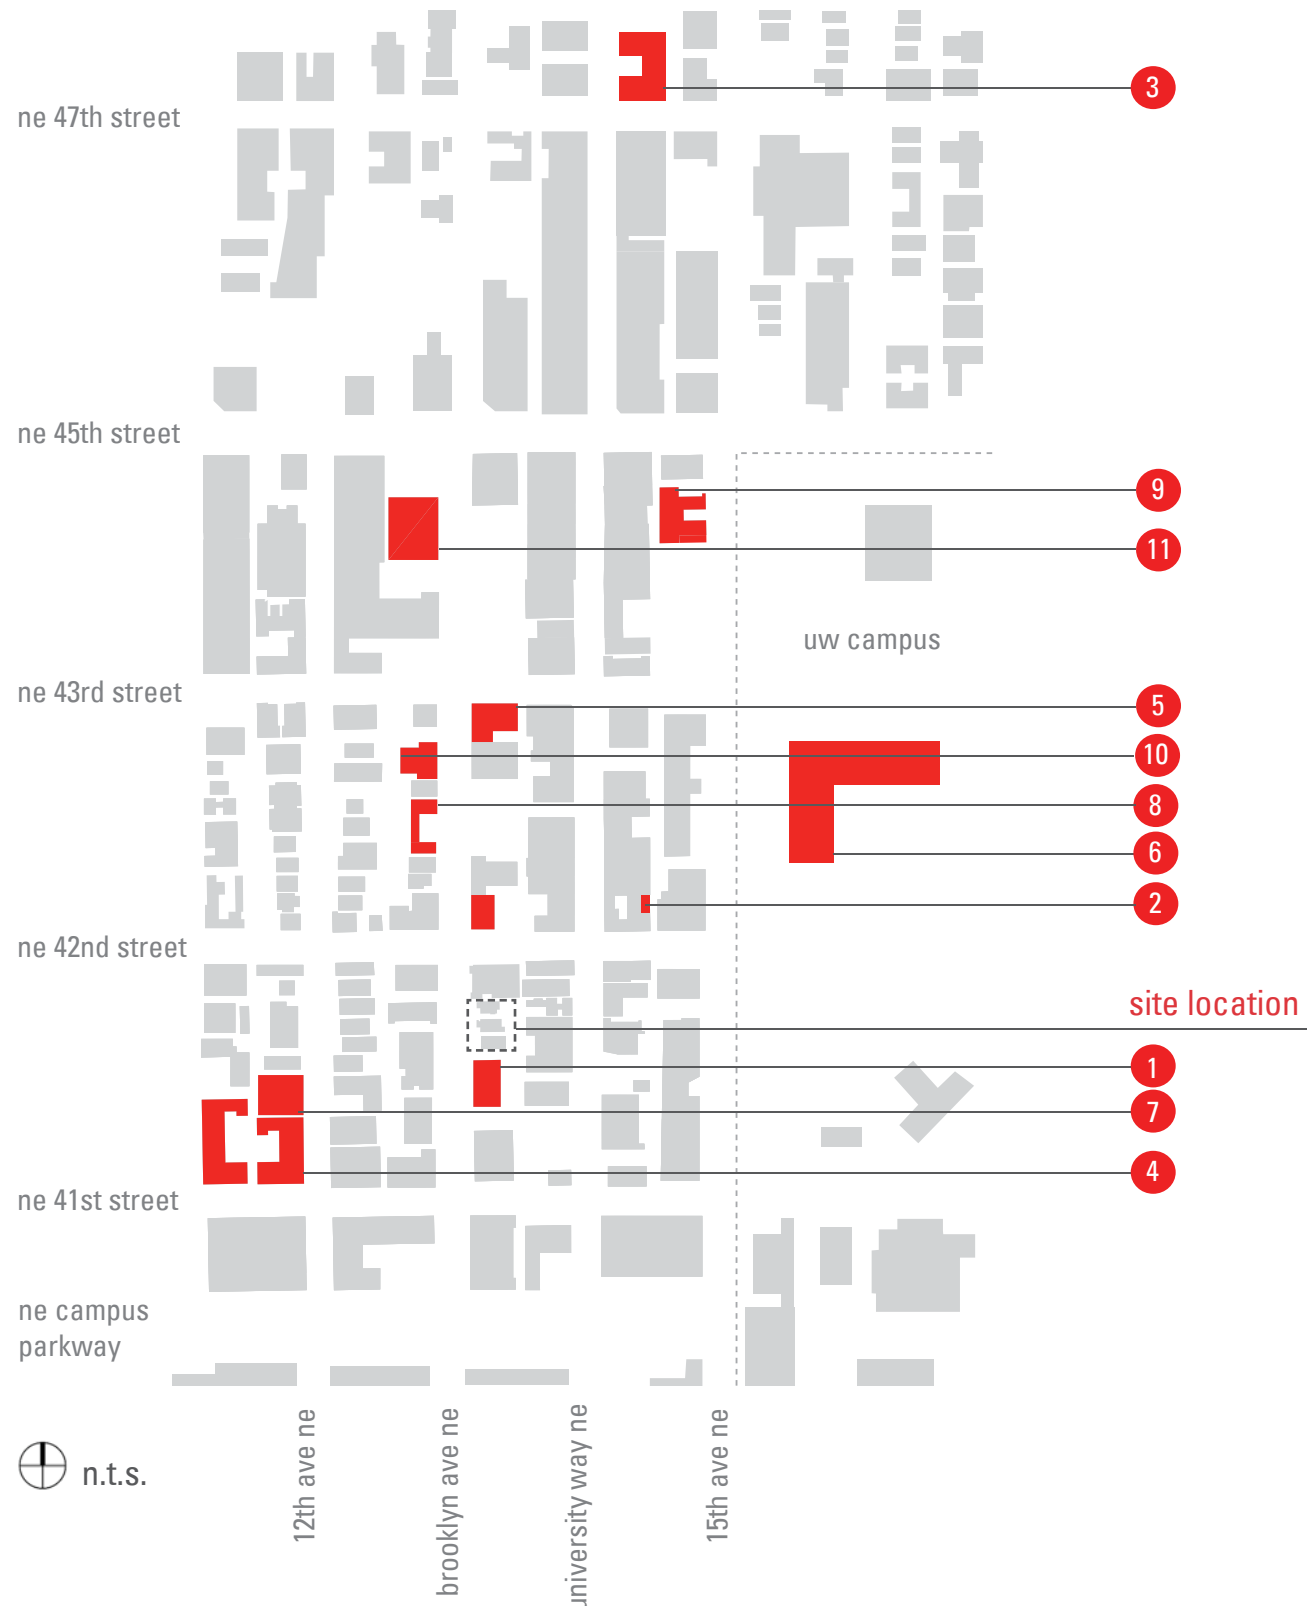 3
ne 47th street
ne 45th street
9
11
uw campus
ne 43rd street
5
10
8
6
2
ne 42nd street
site location
1
7
4
ne 41st street
ne campus
parkway
n.t.s.
12th ave ne
brooklyn ave ne
university way ne
15th ave ne